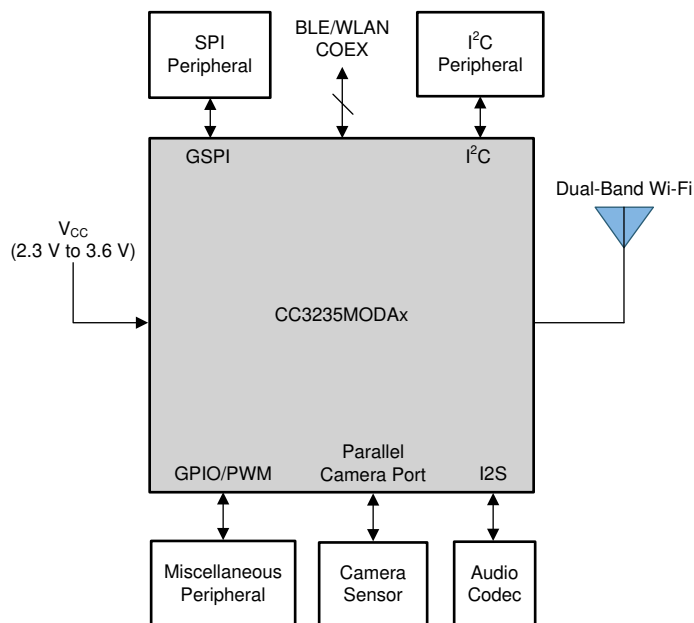 SPI
Peripheral
BLE/WLAN
COEX
I²C
Peripheral
GSPI
I²C
Dual-Band Wi-Fi
VCC
(2.3 V to 3.6 V)
CC3235MODAx
GPIO/PWM
Parallel
Camera Port
I2S
Miscellaneous
Peripheral
Camera
Sensor
Audio
Codec